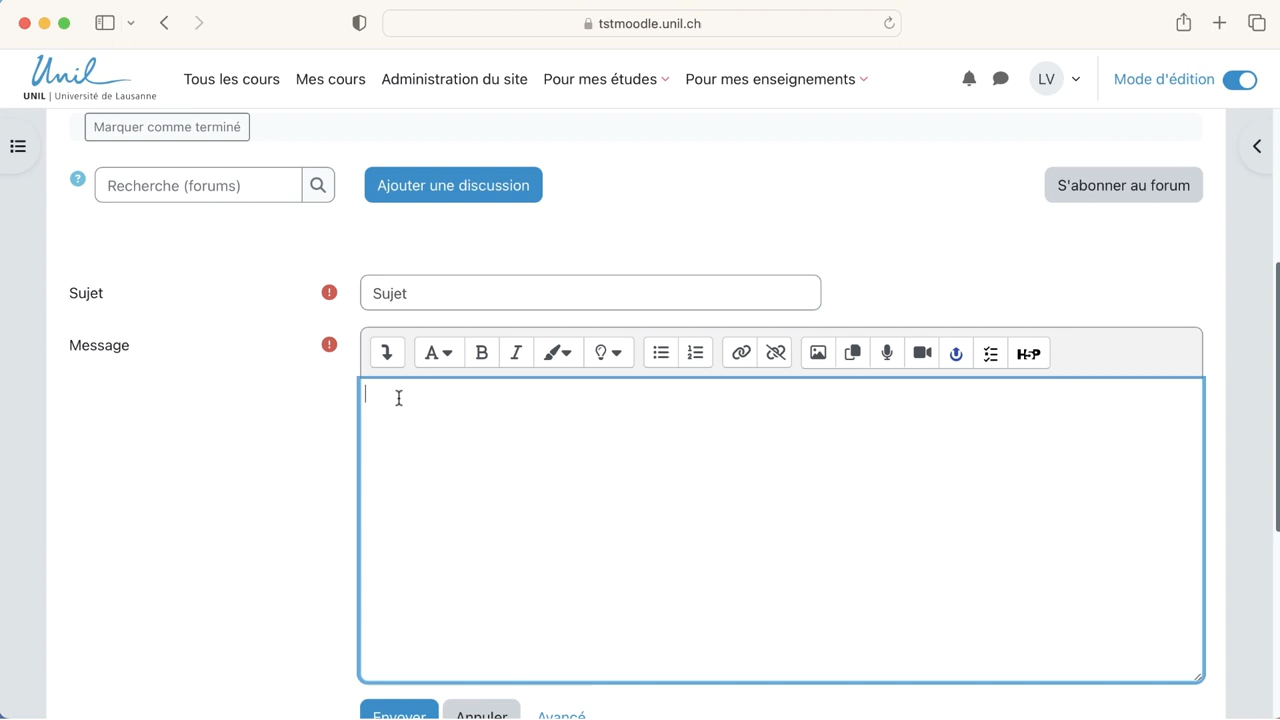 tstmoodle.unil.ch
Unil
UNIL | Université de Lausanne
Tous les cours
Mes cours
Administration du site
Pour mes études
Pour mes enseignements
LV
Mode d'édition
Marquer comme terminé
?
Recherche (forums)
Ajouter une discussion
S'abonner au forum
Sujet
!
Sujet
Message
!
A
B
I
H-P
Envoyer
Annuler
Avancé